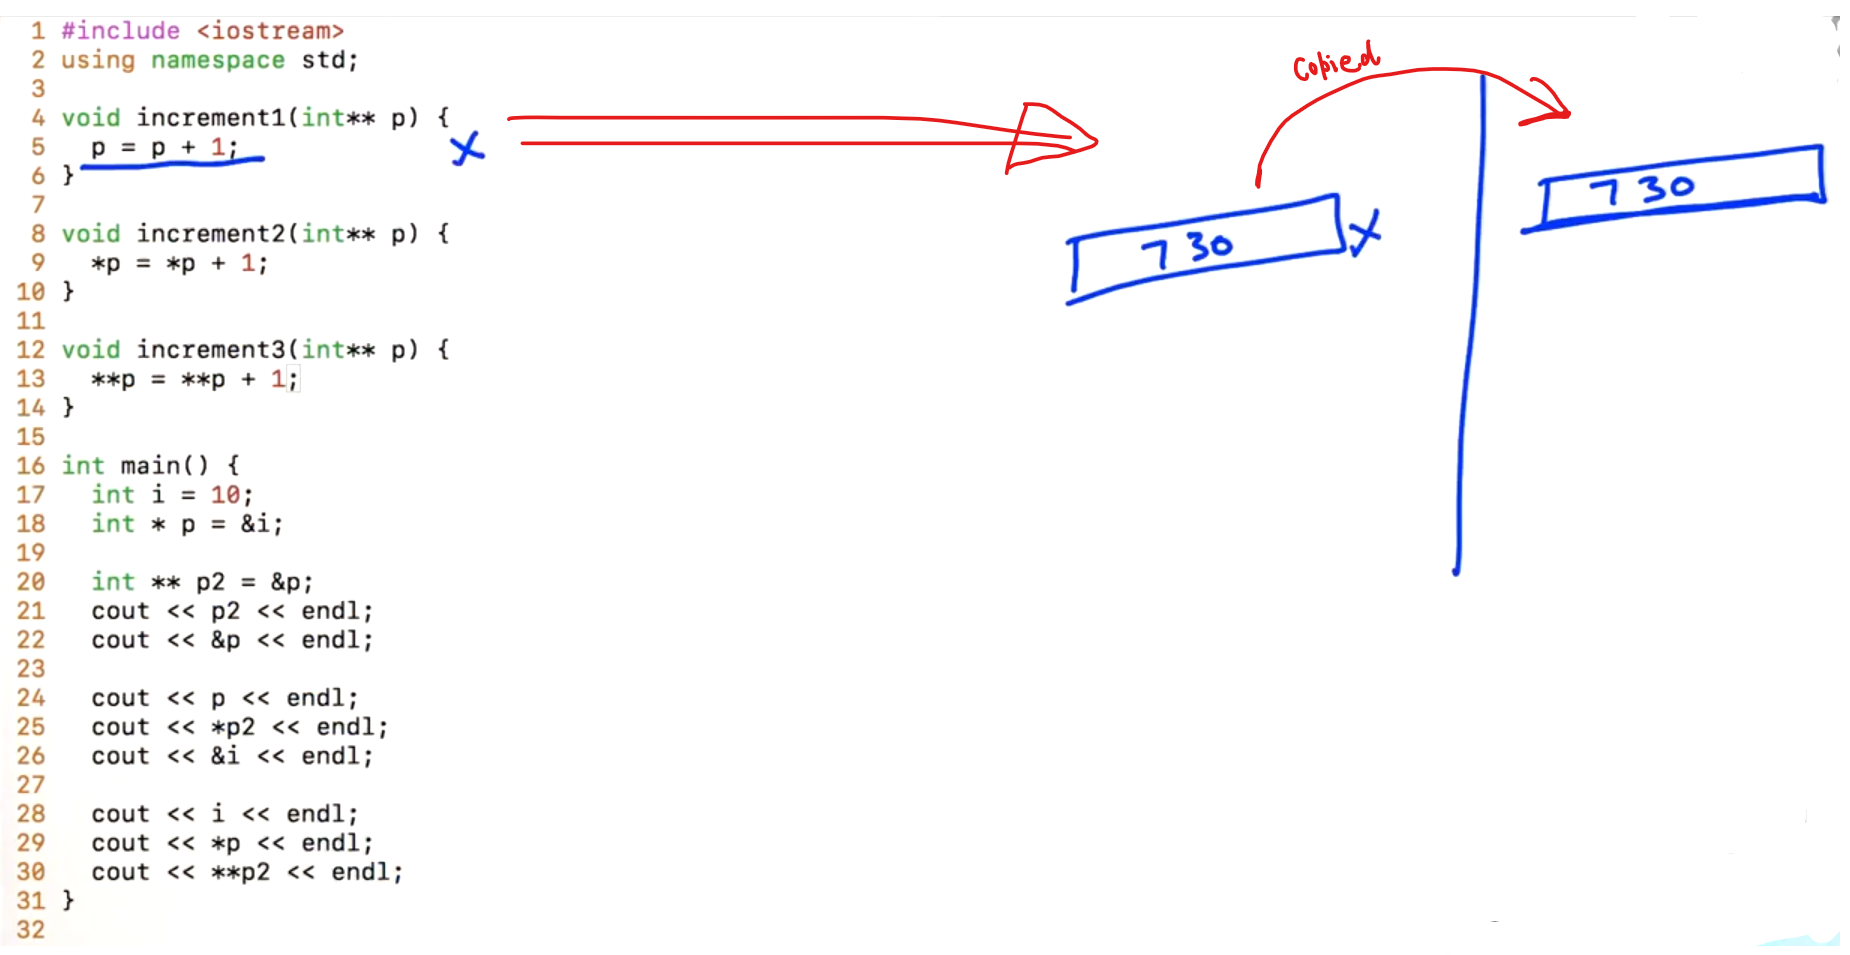 1 #include <iostream>
2 using namespace std;
3
4 void increment1(int** p) {
5 p = p + 1;
6 }
7
8 void increment2(int** p) {
9 *p = *p + 1;
10 }
11
12 void increment3(int** p) {
13 **p = **p + 1;
14 }
15
16 int main() {
17 int i = 10;
18 int * p = &i;
19
20 int ** p2 = &p;
21 cout << p2 << endl;
22 cout << &p << endl;
23
24 cout << p << endl;
25 cout << *p2 << endl;
26 cout << &i << endl;
27
28 cout << i << endl;
29 cout << *p << endl;
30 cout << **p2 << endl;
31 }
32
copied
730
730